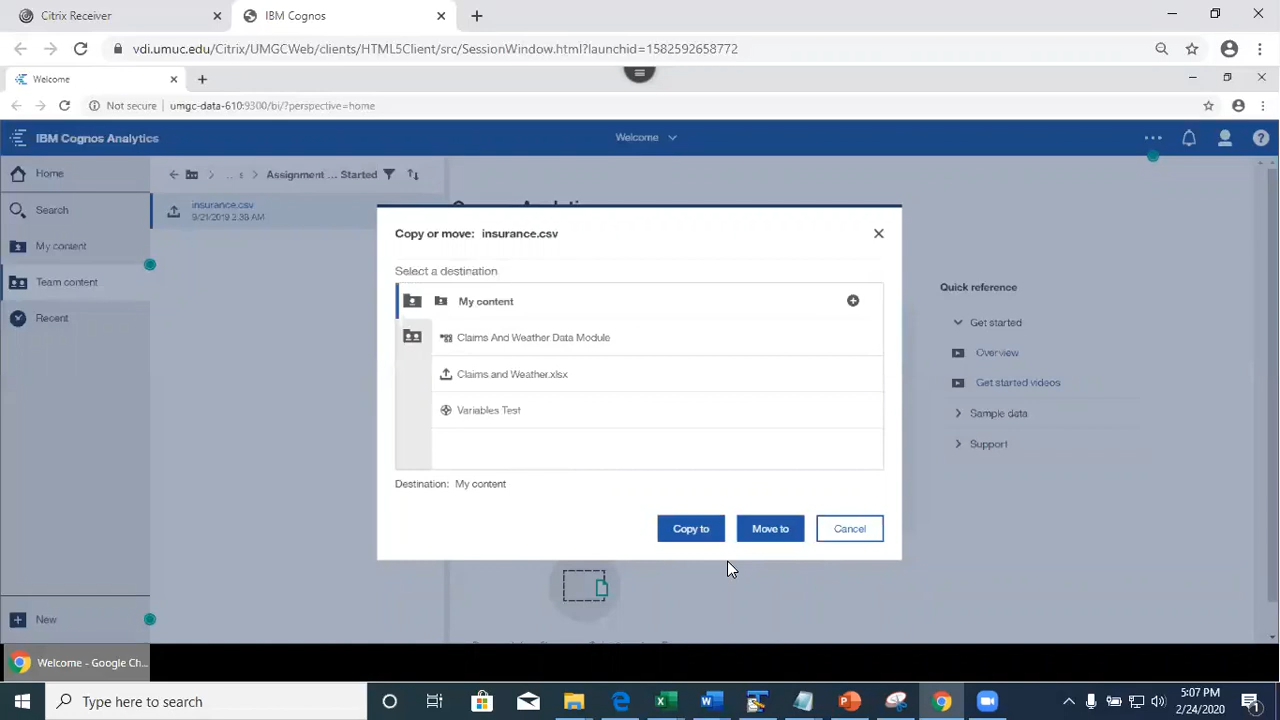 Citrix Receiver
IBM Cognos
vdi.umuc.edu/Citrix/UMGCWeb/clients/HTML5Client/src/SessionWindow.html?launchid=1582592658772
Welcome
Not secure
umgc-data-610:9300/bi/?perspective=home
IBM Cognos Analytics
Welcome
Home
Search
My content
Team content
Recent
New
.. s
Assignment ... Started
insurance.csv
9/21/2019 2:38 AM
Copy or move: insurance.csv
Select a destination
My content
Claims And Weather Data Module
Claims and Weather.xlsx
Variables Test
Destination: My content
Copy to
Move to
Cancel
Quick reference
Get started
Overview
Get started videos
Sample data
Support
Welcome - Google Ch...
Type here to search
5:07 PM
2/24/2020